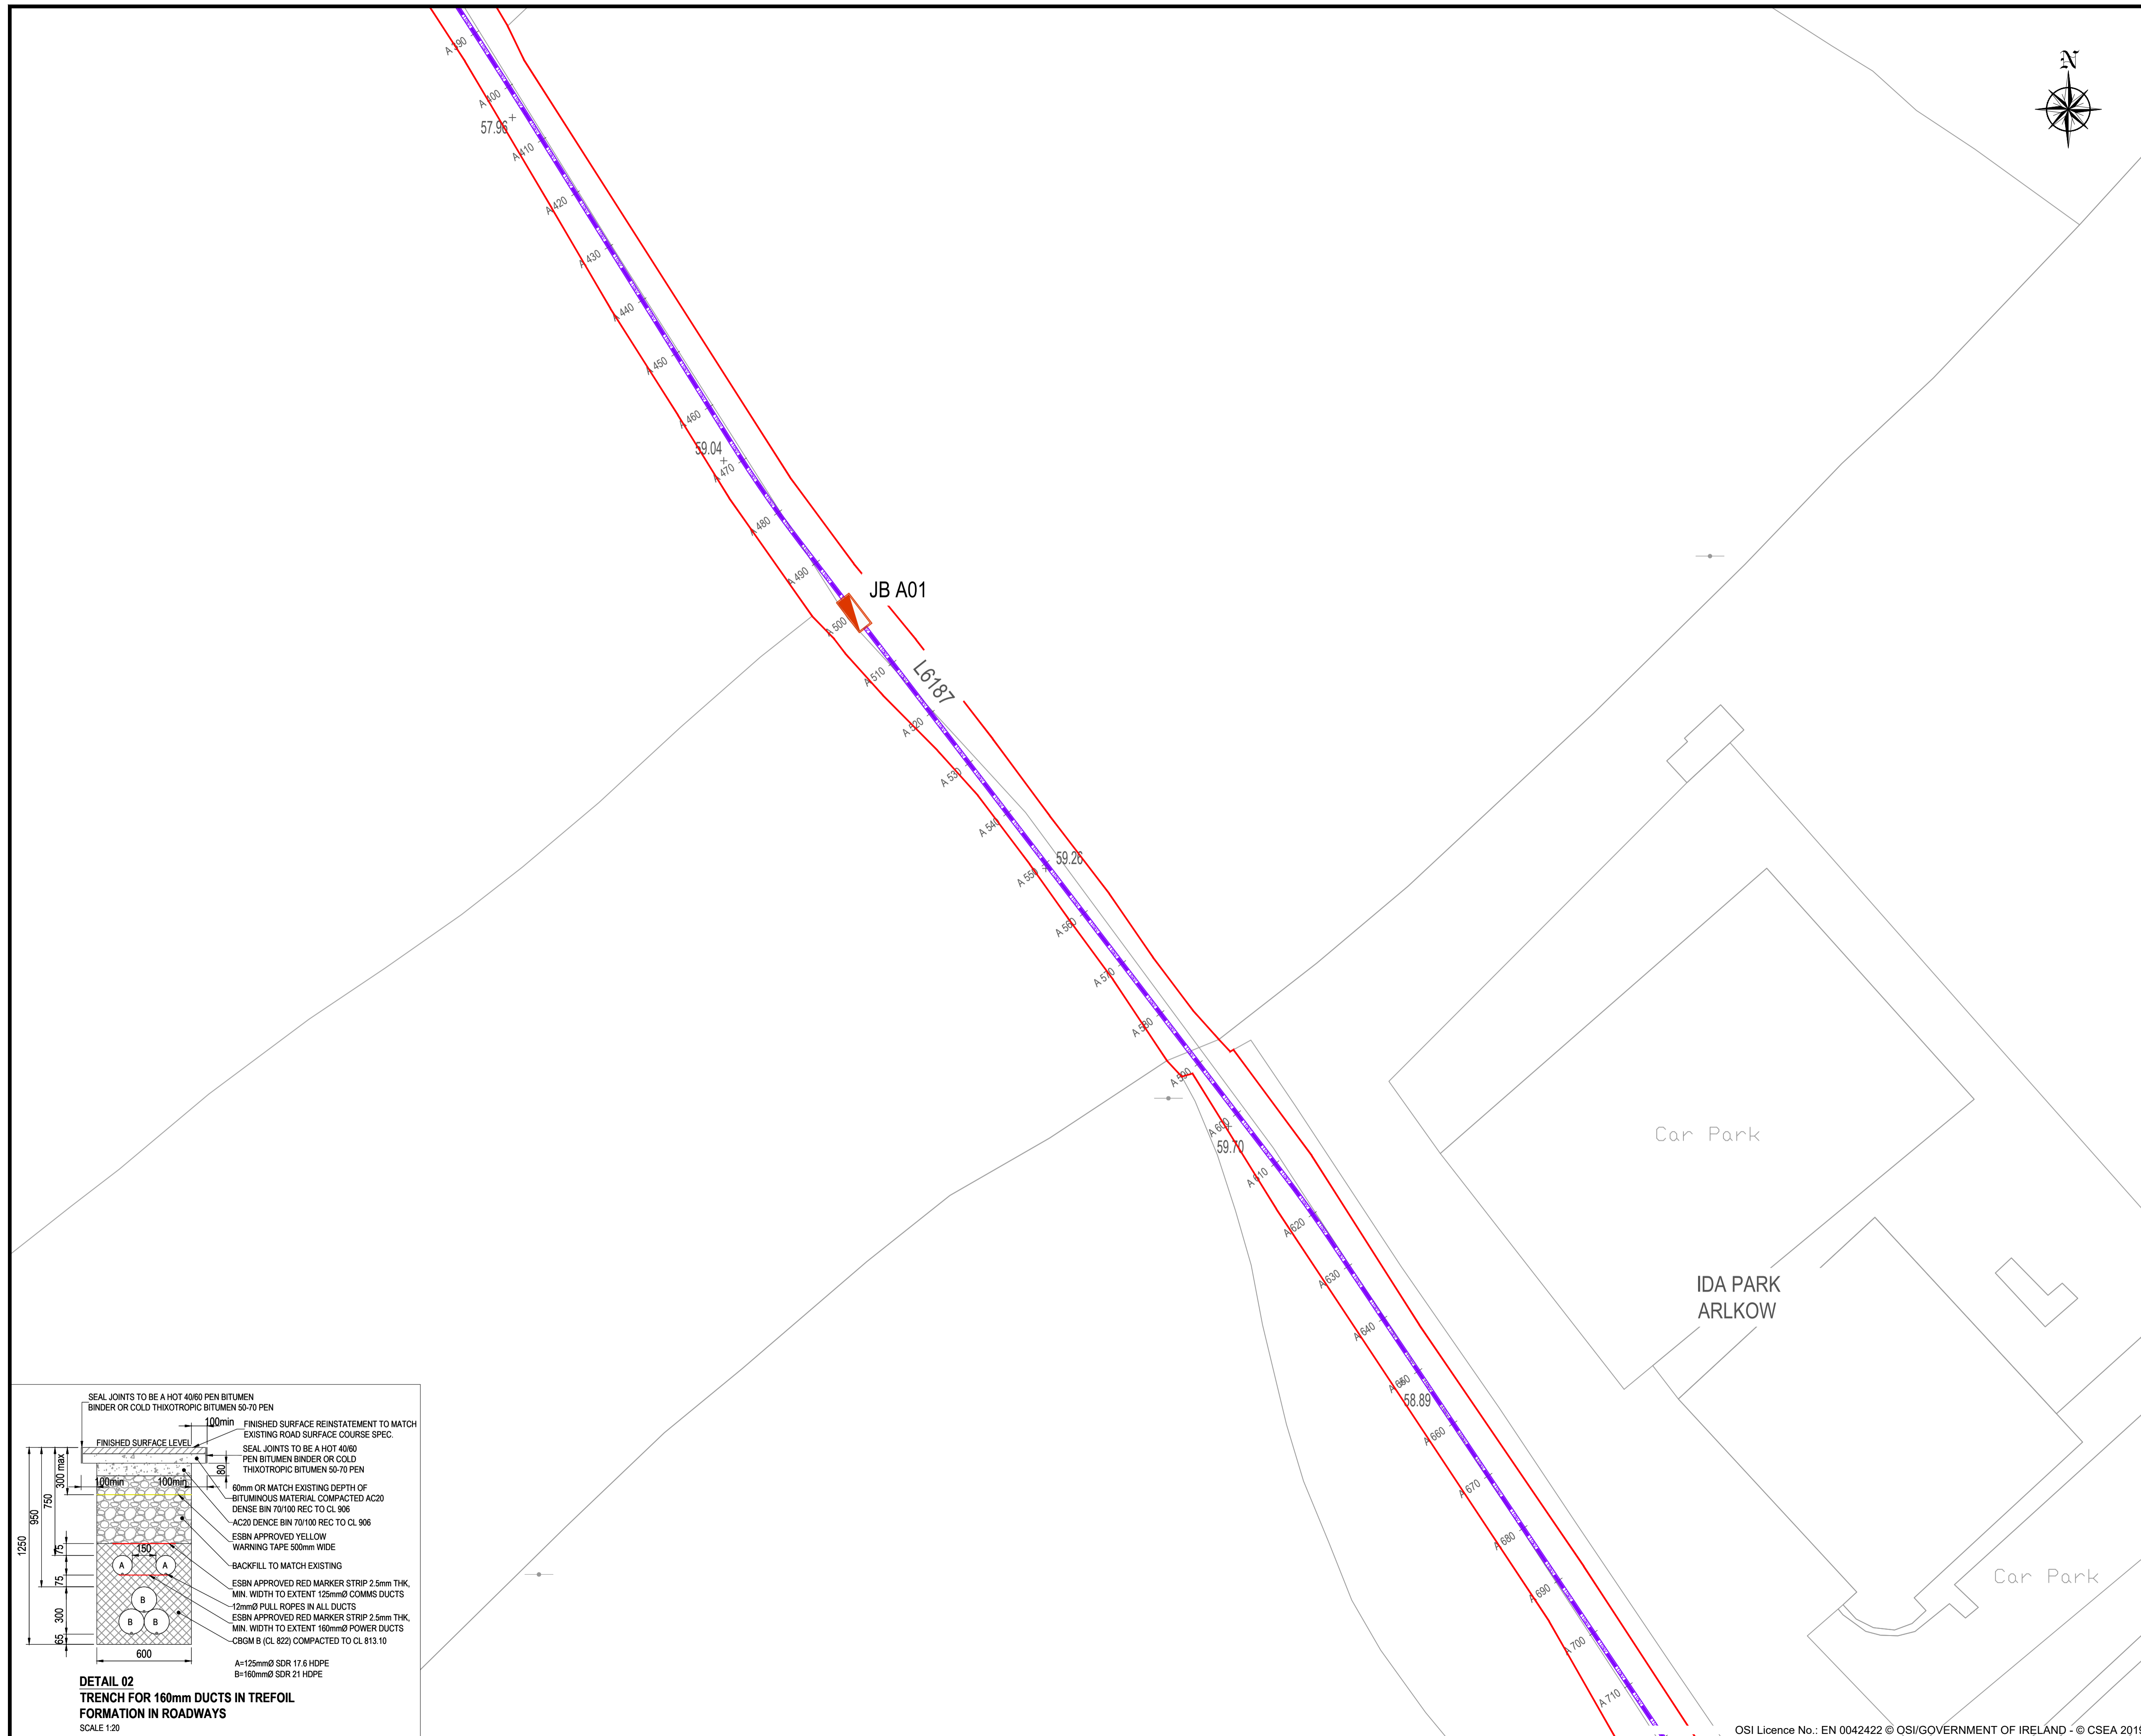 N
A 390
A 400
57.96
A 410
A 420
A 430
A 440
A 450
A 460
59.04
A 470
A 480
A 490
JB A01
A 500
L6187
A 510
A 520
A 530
A 540
59.26
A 550
A 560
A 570
A 580
A 590
A 600
59.70
A 610
A 620
A 630
A 640
A 650
58.89
A 660
A 670
A 680
A 690
A 700
A 710
Car Park
IDA PARK
ARLKOW
Car Park
SEAL JOINTS TO BE A HOT 40/60 PEN BITUMEN
BINDER OR COLD THIXOTROPIC BITUMEN 50-70 PEN
100min
FINISHED SURFACE REINSTATEMENT TO MATCH
EXISTING ROAD SURFACE COURSE SPEC.
FINISHED SURFACE LEVEL
SEAL JOINTS TO BE A HOT 40/60
PEN BITUMEN BINDER OR COLD
THIXOTROPIC BITUMEN 50-70 PEN
80
300 max
100min
100min
60mm OR MATCH EXISTING DEPTH OF
BITUMINOUS MATERIAL COMPACTED AC20
DENSE BIN 70/100 REC TO CL 906
AC20 DENCE BIN 70/100 REC TO CL 906
750
950
1250
ESBN APPROVED YELLOW
WARNING TAPE 500mm WIDE
75
150
BACKFILL TO MATCH EXISTING
A
A
75
ESBN APPROVED RED MARKER STRIP 2.5mm THK,
MIN. WIDTH TO EXTENT 125mmØ COMMS DUCTS
12mmØ PULL ROPES IN ALL DUCTS
B
300
B
B
ESBN APPROVED RED MARKER STRIP 2.5mm THK,
MIN. WIDTH TO EXTENT 160mmØ POWER DUCTS
CBGM B (CL 822) COMPACTED TO CL 813.10
65
600
A=125mmØ SDR 17.6 HDPE
B=160mmØ SDR 21 HDPE
DETAIL 02
TRENCH FOR 160mm DUCTS IN TREFOIL
FORMATION IN ROADWAYS
SCALE 1:20
OSI Licence No.: EN 0042422 © OSI/GOVERNMENT OF IRELAND - © CSEA 2019